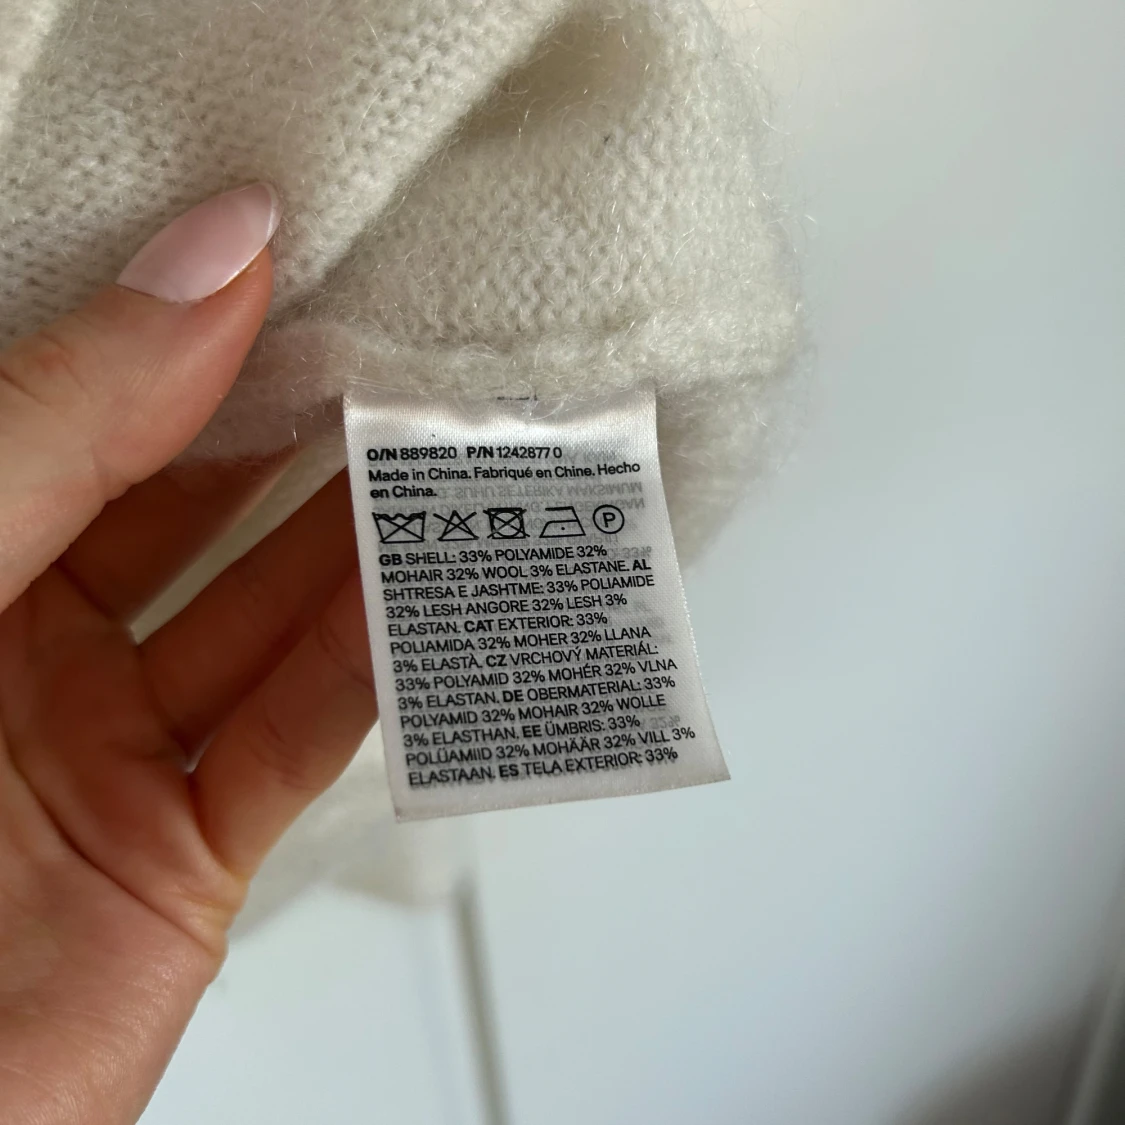 O/N 889820 P/N 1242877 0
Made in China. Fabriqué en Chine. Hecho
en China.
P
GB SHELL: 33% POLYAMIDE 32%
MOHAIR 32% WOOL 3% ELASTANE. AL
SHTRESA E JASHTME: 33% POLIAMIDE
32% LESH ANGORE 32% LESH 3%
ELASTAN. CAT EXTERIOR: 33%
POLIAMIDA 32% MOHER 32% LLANA
3% ELASTÀ. CZ VRCHOVÝ MATERIÁL:
33% POLYAMID 32% MOHÉR 32% VLNA
3% ELASTAN. DE OBERMATERIAL: 33%
POLYAMID 32% MOHAIR 32% WOLLE
3% ELASTHAN. EE ÜMBRIS: 33%
POLÜAMIID 32% MOHÄÄR 32% VILL 3%
ELASTAAN. ES TELA EXTERIOR: 33%